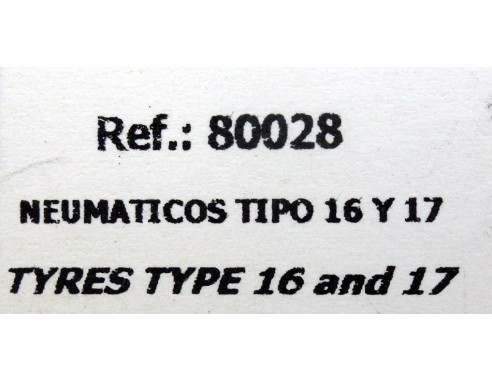 Ref.: 80028
NEUMATICOS TIPO 16 Y 17
TYRES TYPE 16 and 17